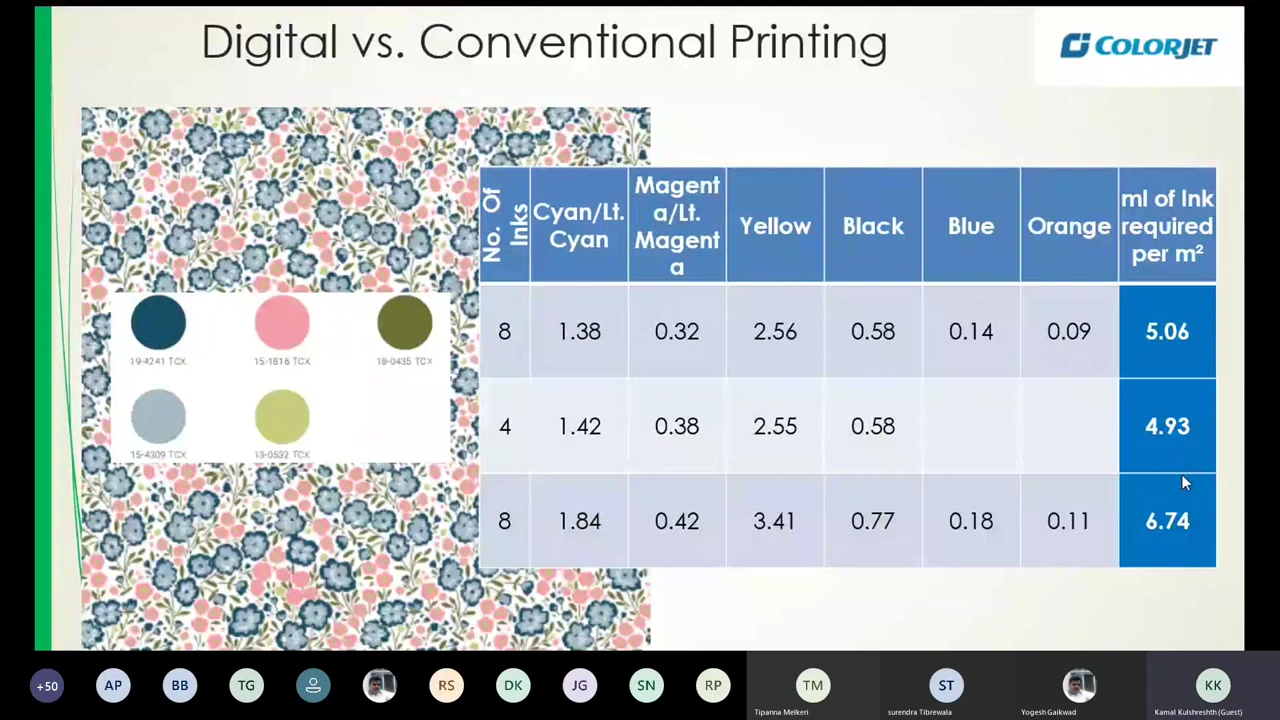 Digital vs. Conventional Printing
COLORJET
19-4241 TCX
15-1816 TCX
18-0435 TCX
15-4309 TCX
13-0532 TCX
No. Of
Inks
Cyan/Lt.
Cyan
Magent
a/Lt.
Magent
a
Yellow
Black
Blue
Orange
ml of Ink
required
per m²
8 1.38 0.32 2.56 0.58 0.14 0.09 5.06
4 1.42 0.38 2.55 0.58 4.93
8 1.84 0.42 3.41 0.77 0.18 0.11 6.74
+50 AP BB TG RS DK JG SN RP TM ST KK
Tipanna Melkeri
surendra Tibrewala
Yogesh Gaikwad
Kamal Kulshreshth (Guest)